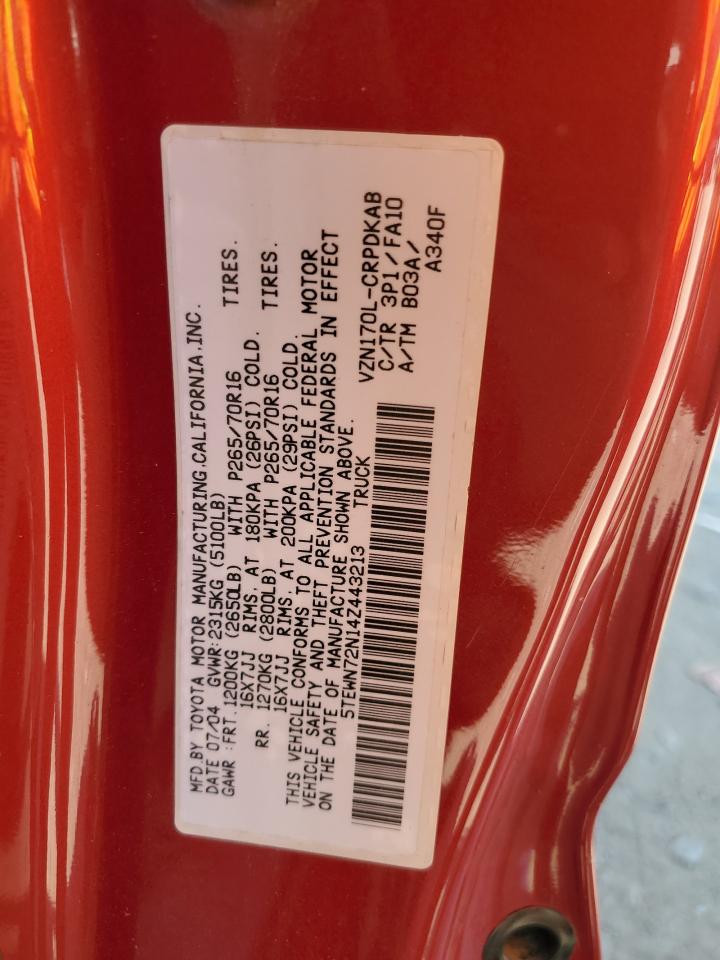 MFD.BY TOYOTA MOTOR MANUFACTURING.CALIFORNIA.INC.
DATE 07/04 GVWR:2315KG (5100LB)
GAWR :FRT.1200KG (2650LB) WITH P265/70R16 TIRES.
16X7JJ RIMS. AT 180KPA (26PSI) COLD.
RR. 1270KG (2800LB) WITH P265/70R16 TIRES.
16X7JJ RIMS. AT 200KPA (29PSI) COLD.
THIS VEHICLE CONFORMS TO ALL APPLICABLE FEDERAL MOTOR
VEHICLE SAFETY AND THEFT PREVENTION STANDARDS IN EFFECT
ON THE DATE OF MANUFACTURE SHOWN ABOVE.
5TEWN72N14Z443213 TRUCK
VZN170L-CRPDKAB
C/TR 3P1/FA10
A/TM B03A/
A340F